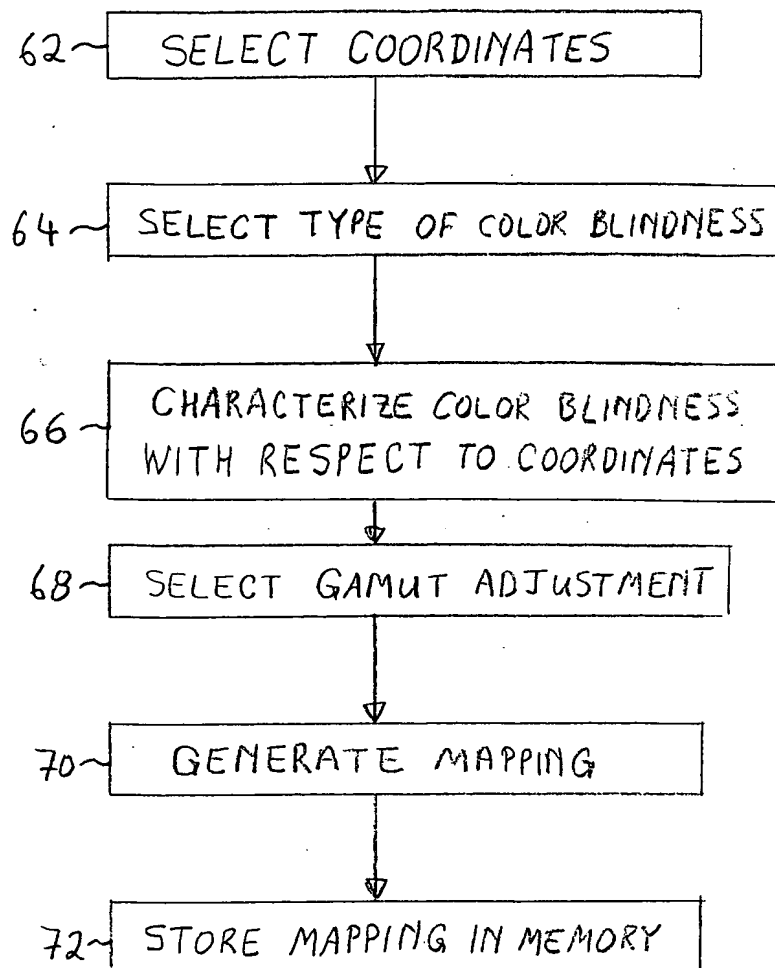 62 SELECT COORDINATES
64 SELECT TYPE OF COLOR BLINDNESS
66 CHARACTERIZE COLOR BLINDNESS
WITH RESPECT TO COORDINATES
68 SELECT GAMUT ADJUSTMENT
70 GENERATE MAPPING
72 STORE MAPPING IN MEMORY